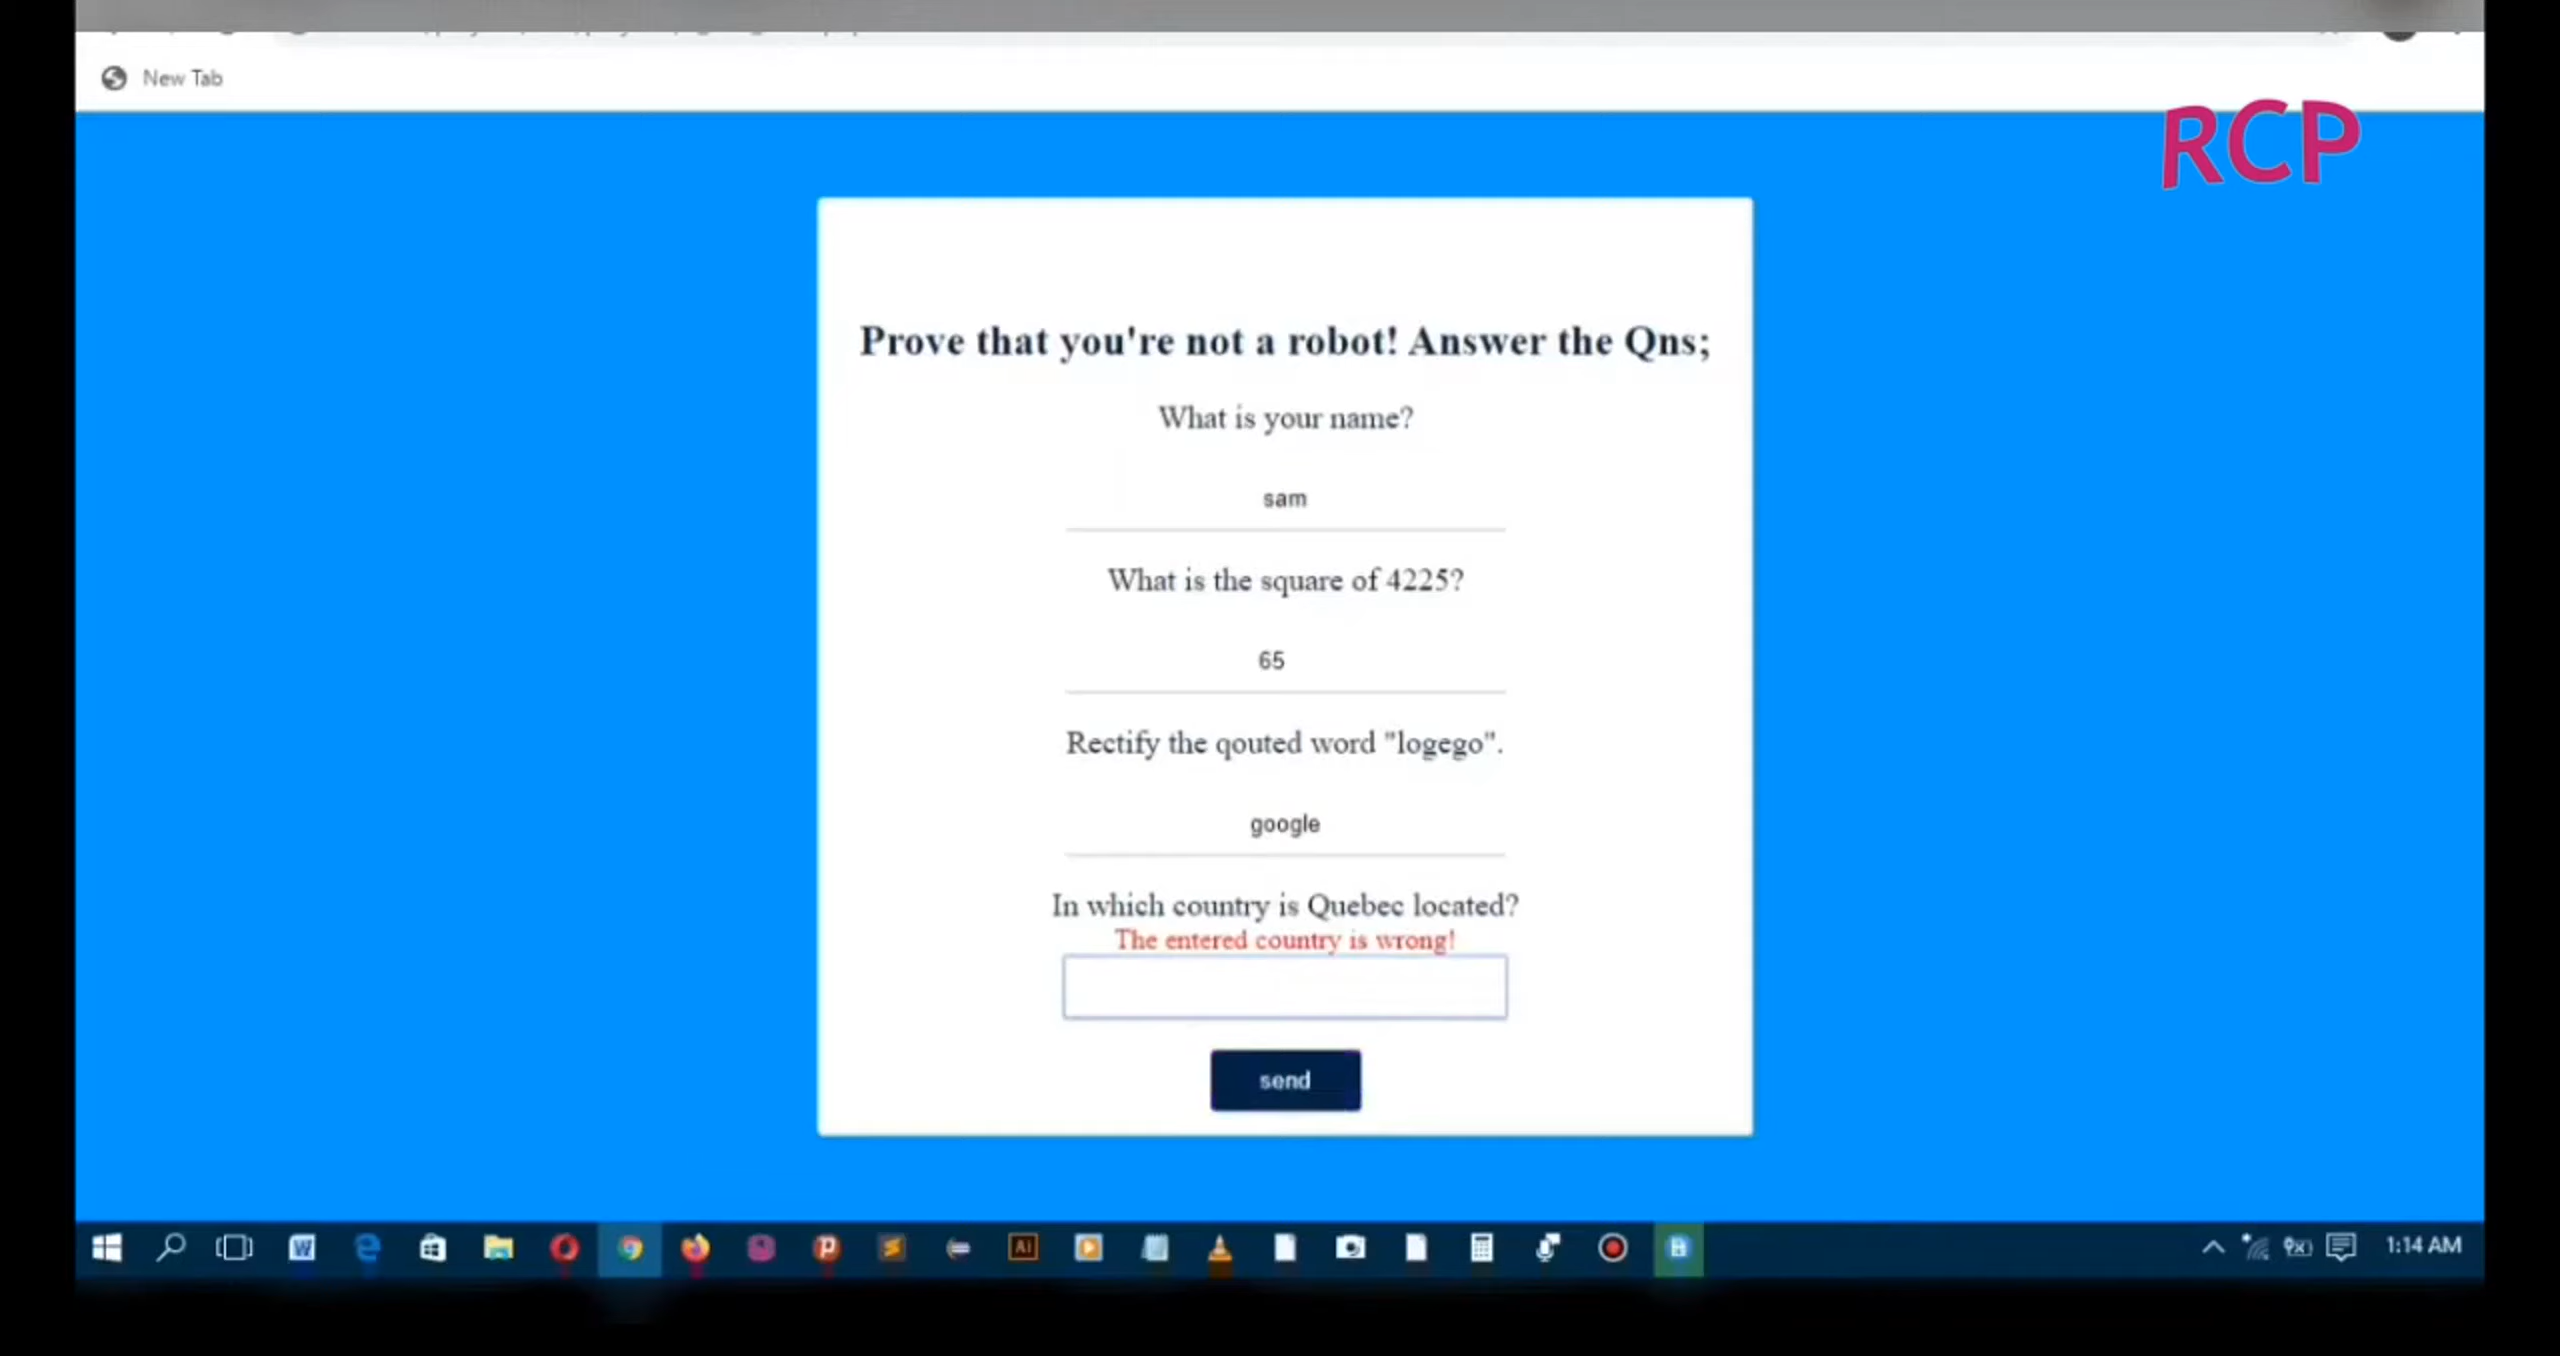 New Tab
RCP
Prove that you're not a robot! Answer the Qns;
What is your name?
sam
What is the square of 4225?
65
Rectify the qouted word "logego".
google
In which country is Quebec located?
The entered country is wrong!
send
1:14 AM